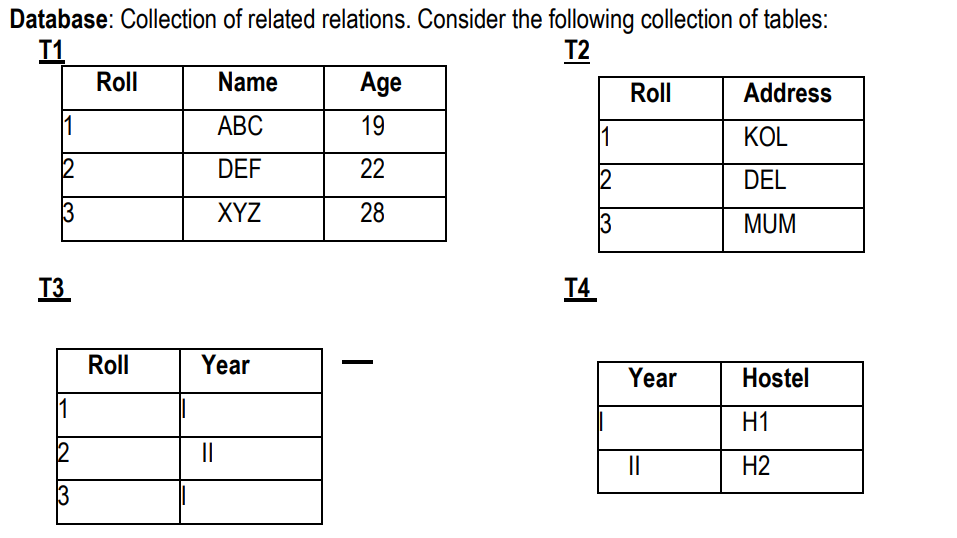 Database: Collection of related relations. Consider the following collection of tables:
T1
Roll Name Age
1 ABC 19
2 DEF 22
3 XYZ 28
T2
Roll Address
1 KOL
2 DEL
3 MUM
T3
Roll Year
1 I
2 II
3 I
T4
Year Hostel
I H1
II H2